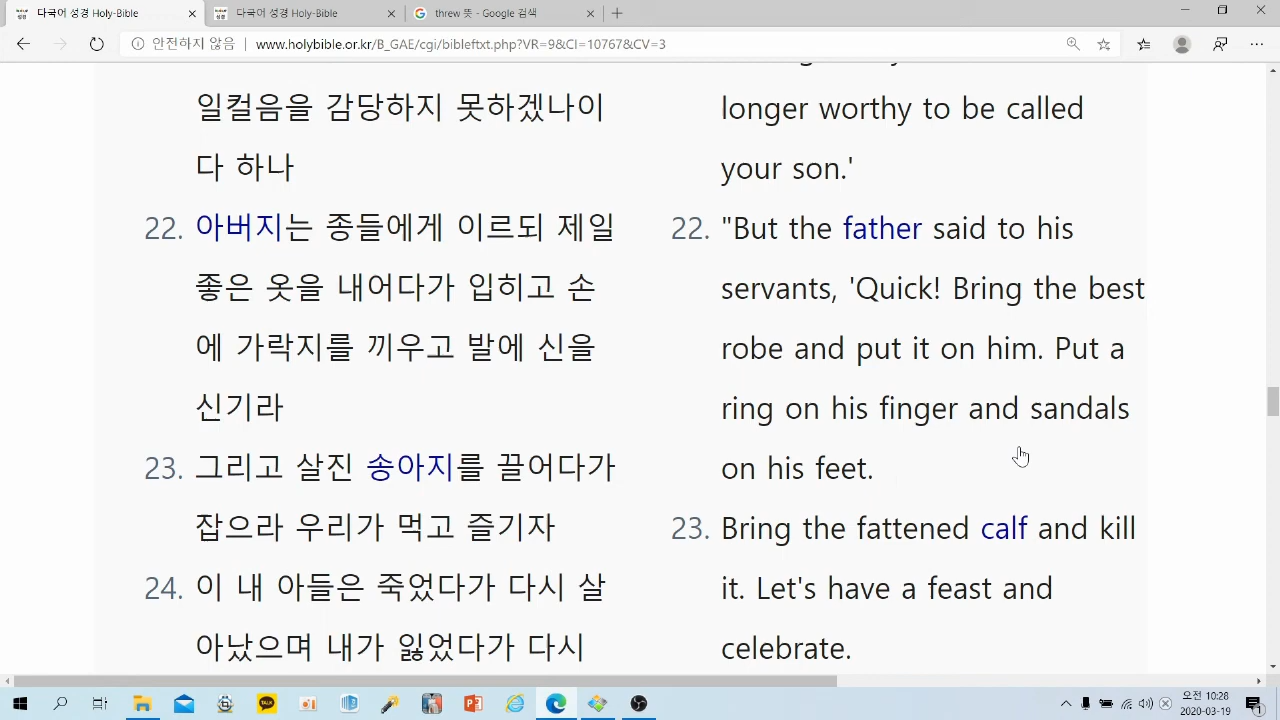 다국어 성경 Holy-Bible
다국어 성경 Holy-Bible
threw 뜻 - Google 검색
안전하지 않음
www.holybible.or.kr/B_GAE/cgi/bibleftxt.php?VR=9&CI=10767&CV=3
일컬음을 감당하지 못하겠나이
다 하나
22. 아버지는 종들에게 이르되 제일
좋은 옷을 내어다가 입히고 손
에 가락지를 끼우고 발에 신을
신기라
23. 그리고 살진 송아지를 끌어다가
잡으라 우리가 먹고 즐기자
24. 이 내 아들은 죽었다가 다시 살
아났으며 내가 잃었다가 다시
longer worthy to be called
your son.'
22. "But the father said to his
servants, 'Quick! Bring the best
robe and put it on him. Put a
ring on his finger and sandals
on his feet.
23. Bring the fattened calf and kill
it. Let's have a feast and
celebrate.
오전 10:28
2020-03-19